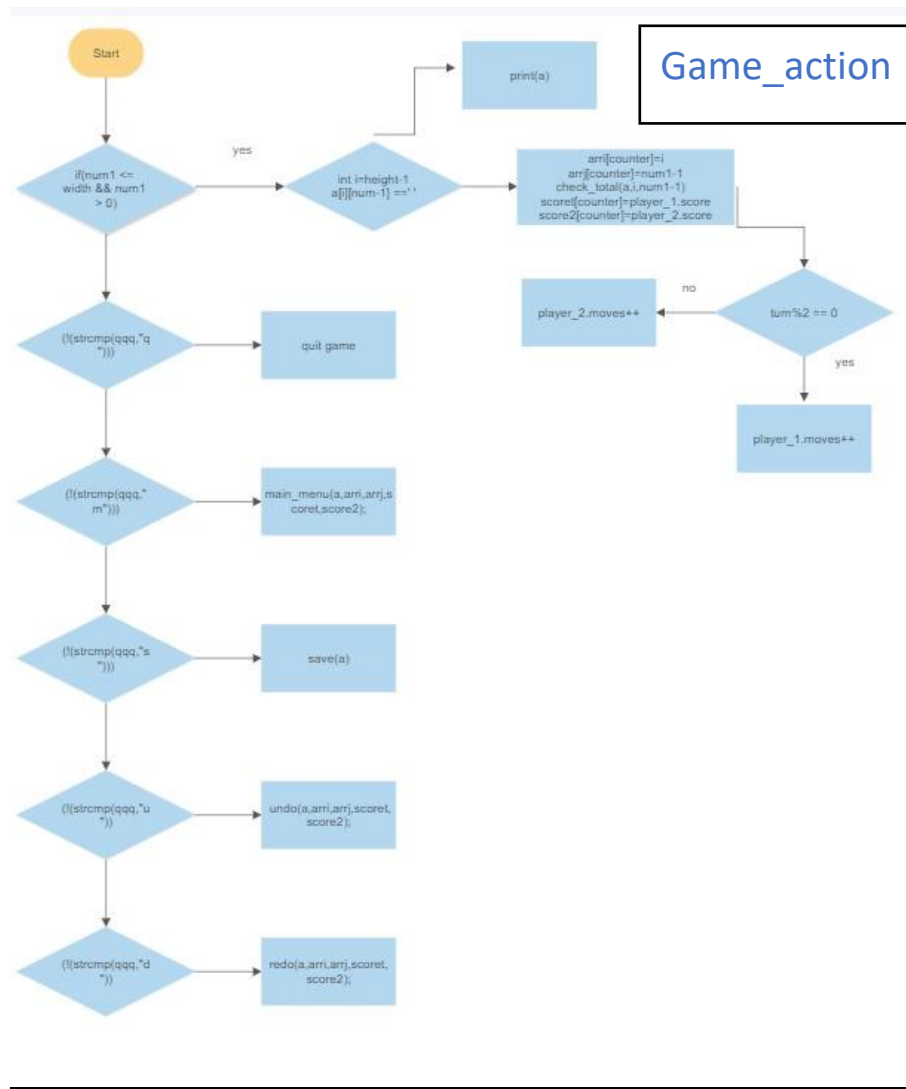 Start
print(a)
Game_action
if(num1 <=
width && num1
> 0)
yes
int i=height-1
a[i][num-1] ==' '
arri[counter]=i
arrj[counter]=num1-1
check_total(a,i,num1-1)
scoret[counter]=player_1.score
score2[counter]=player_2.score
(!(strcmp(qqq,"q
")))
quit game
player_2.moves++
no
turn%2 == 0
yes
player_1.moves++
(!(strcmp(qqq,"
m")))
main_menu(a,arri,arrj,s
coret,score2);
(!(strcmp(qqq,"s
")))
save(a)
(!(strcmp(qqq,"u
"))
undo(a,arri,arrj,scoret,
score2);
(!(strcmp(qqq,"d
"))
redo(a,arri,arrj,scoret,
score2);